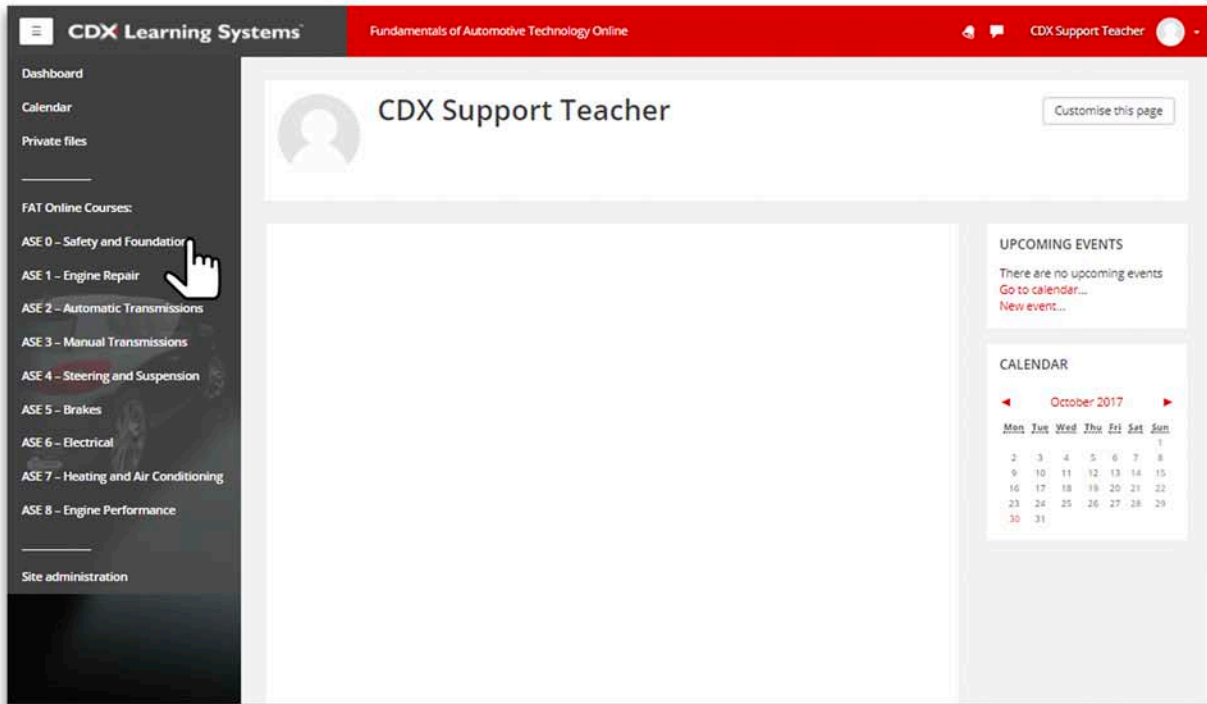 CDX Learning Systems™
Fundamentals of Automotive Technology Online
CDX Support Teacher
Dashboard
Calendar
Private files
FAT Online Courses:
ASE 0 – Safety and Foundation
ASE 1 – Engine Repair
ASE 2 – Automatic Transmissions
ASE 3 – Manual Transmissions
ASE 4 – Steering and Suspension
ASE 5 – Brakes
ASE 6 – Electrical
ASE 7 – Heating and Air Conditioning
ASE 8 – Engine Performance
Site administration
CDX Support Teacher
Customise this page
UPCOMING EVENTS
There are no upcoming events
Go to calendar...
New event...
CALENDAR
◄ October 2017 ►
Mon Tue Wed Thu Fri Sat Sun
1
2 3 4 5 6 7 8
9 10 11 12 13 14 15
16 17 18 19 20 21 22
23 24 25 26 27 28 29
30 31